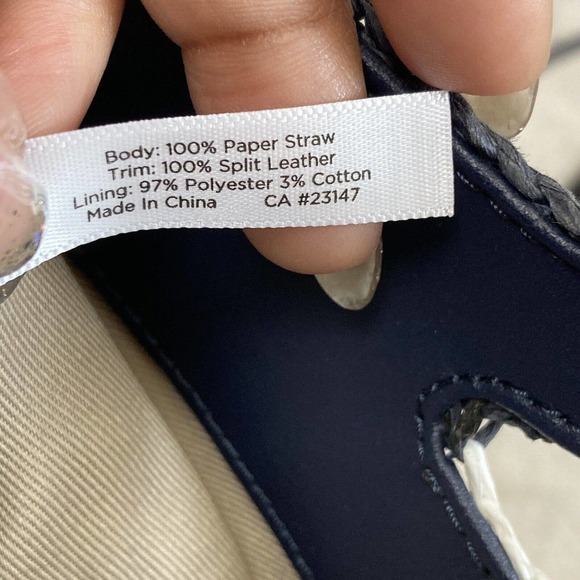 Body: 100% Paper Straw
Trim: 100% Split Leather
Lining: 97% Polyester 3% Cotton
Made In China CA #23147